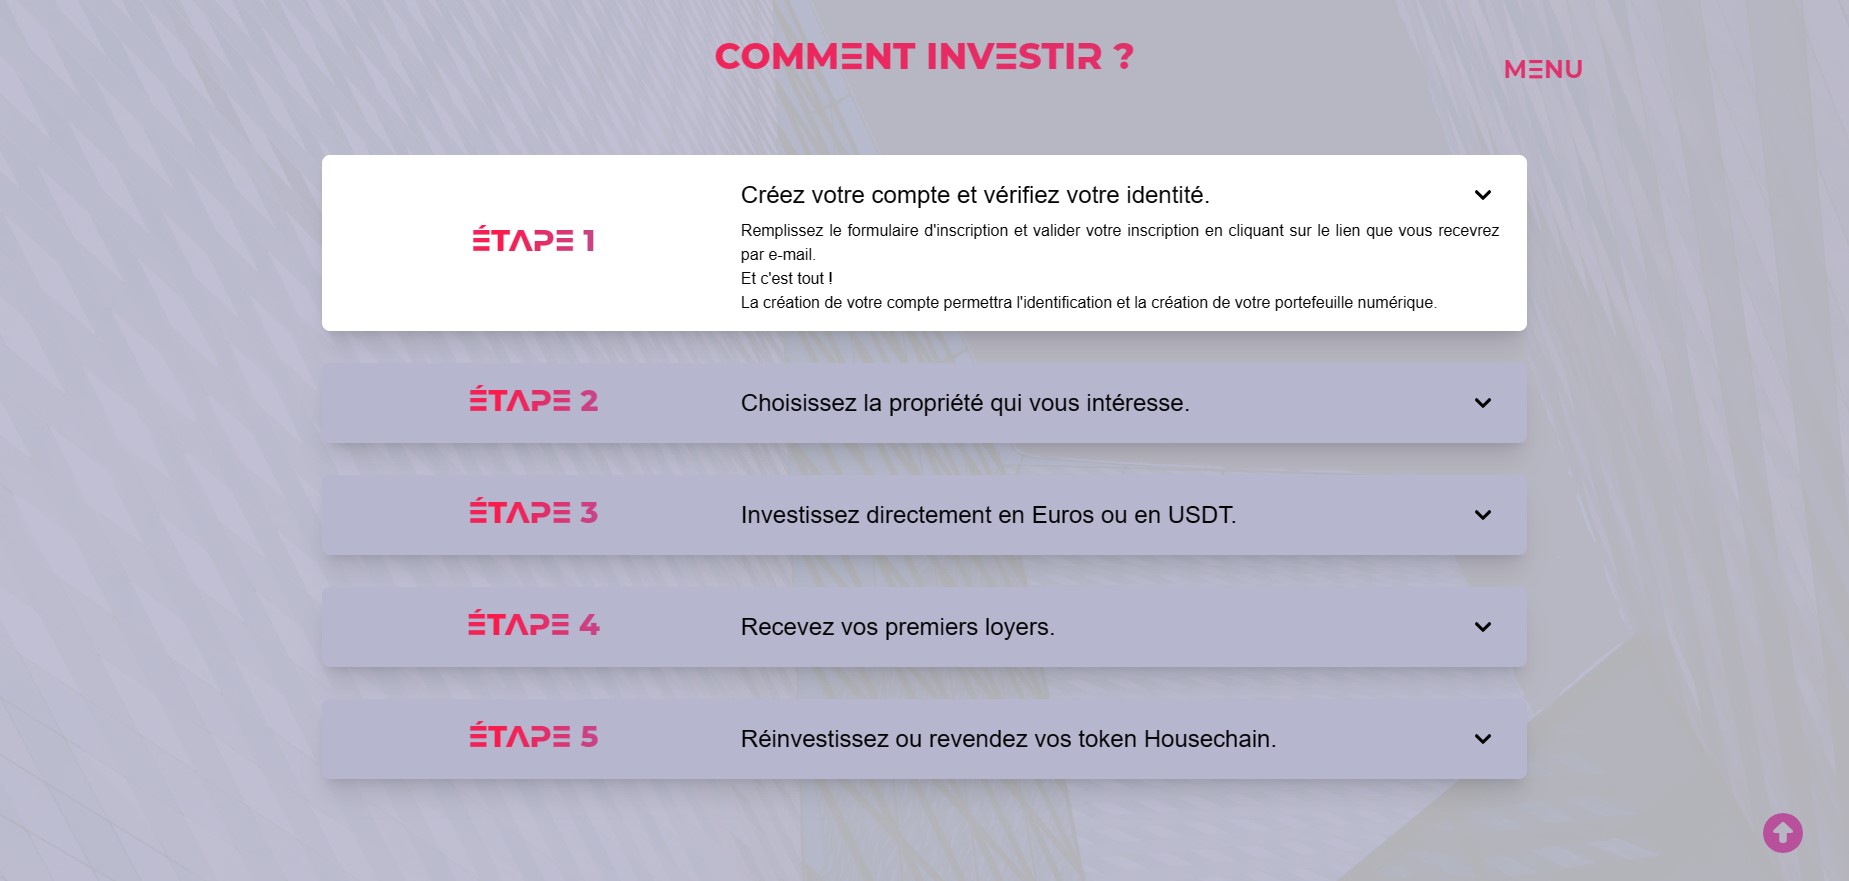 COMMENT INVESTIR ?
MENU
ÉTAPE 1
Créez votre compte et vérifiez votre identité.
Remplissez le formulaire d'inscription et valider votre inscription en cliquant sur le lien que vous recevrez
par e-mail.
Et c'est tout !
La création de votre compte permettra l'identification et la création de votre portefeuille numérique.
ÉTAPE 2
Choisissez la propriété qui vous intéresse.
ÉTAPE 3
Investissez directement en Euros ou en USDT.
ÉTAPE 4
Recevez vos premiers loyers.
ÉTAPE 5
Réinvestissez ou revendez vos token Housechain.